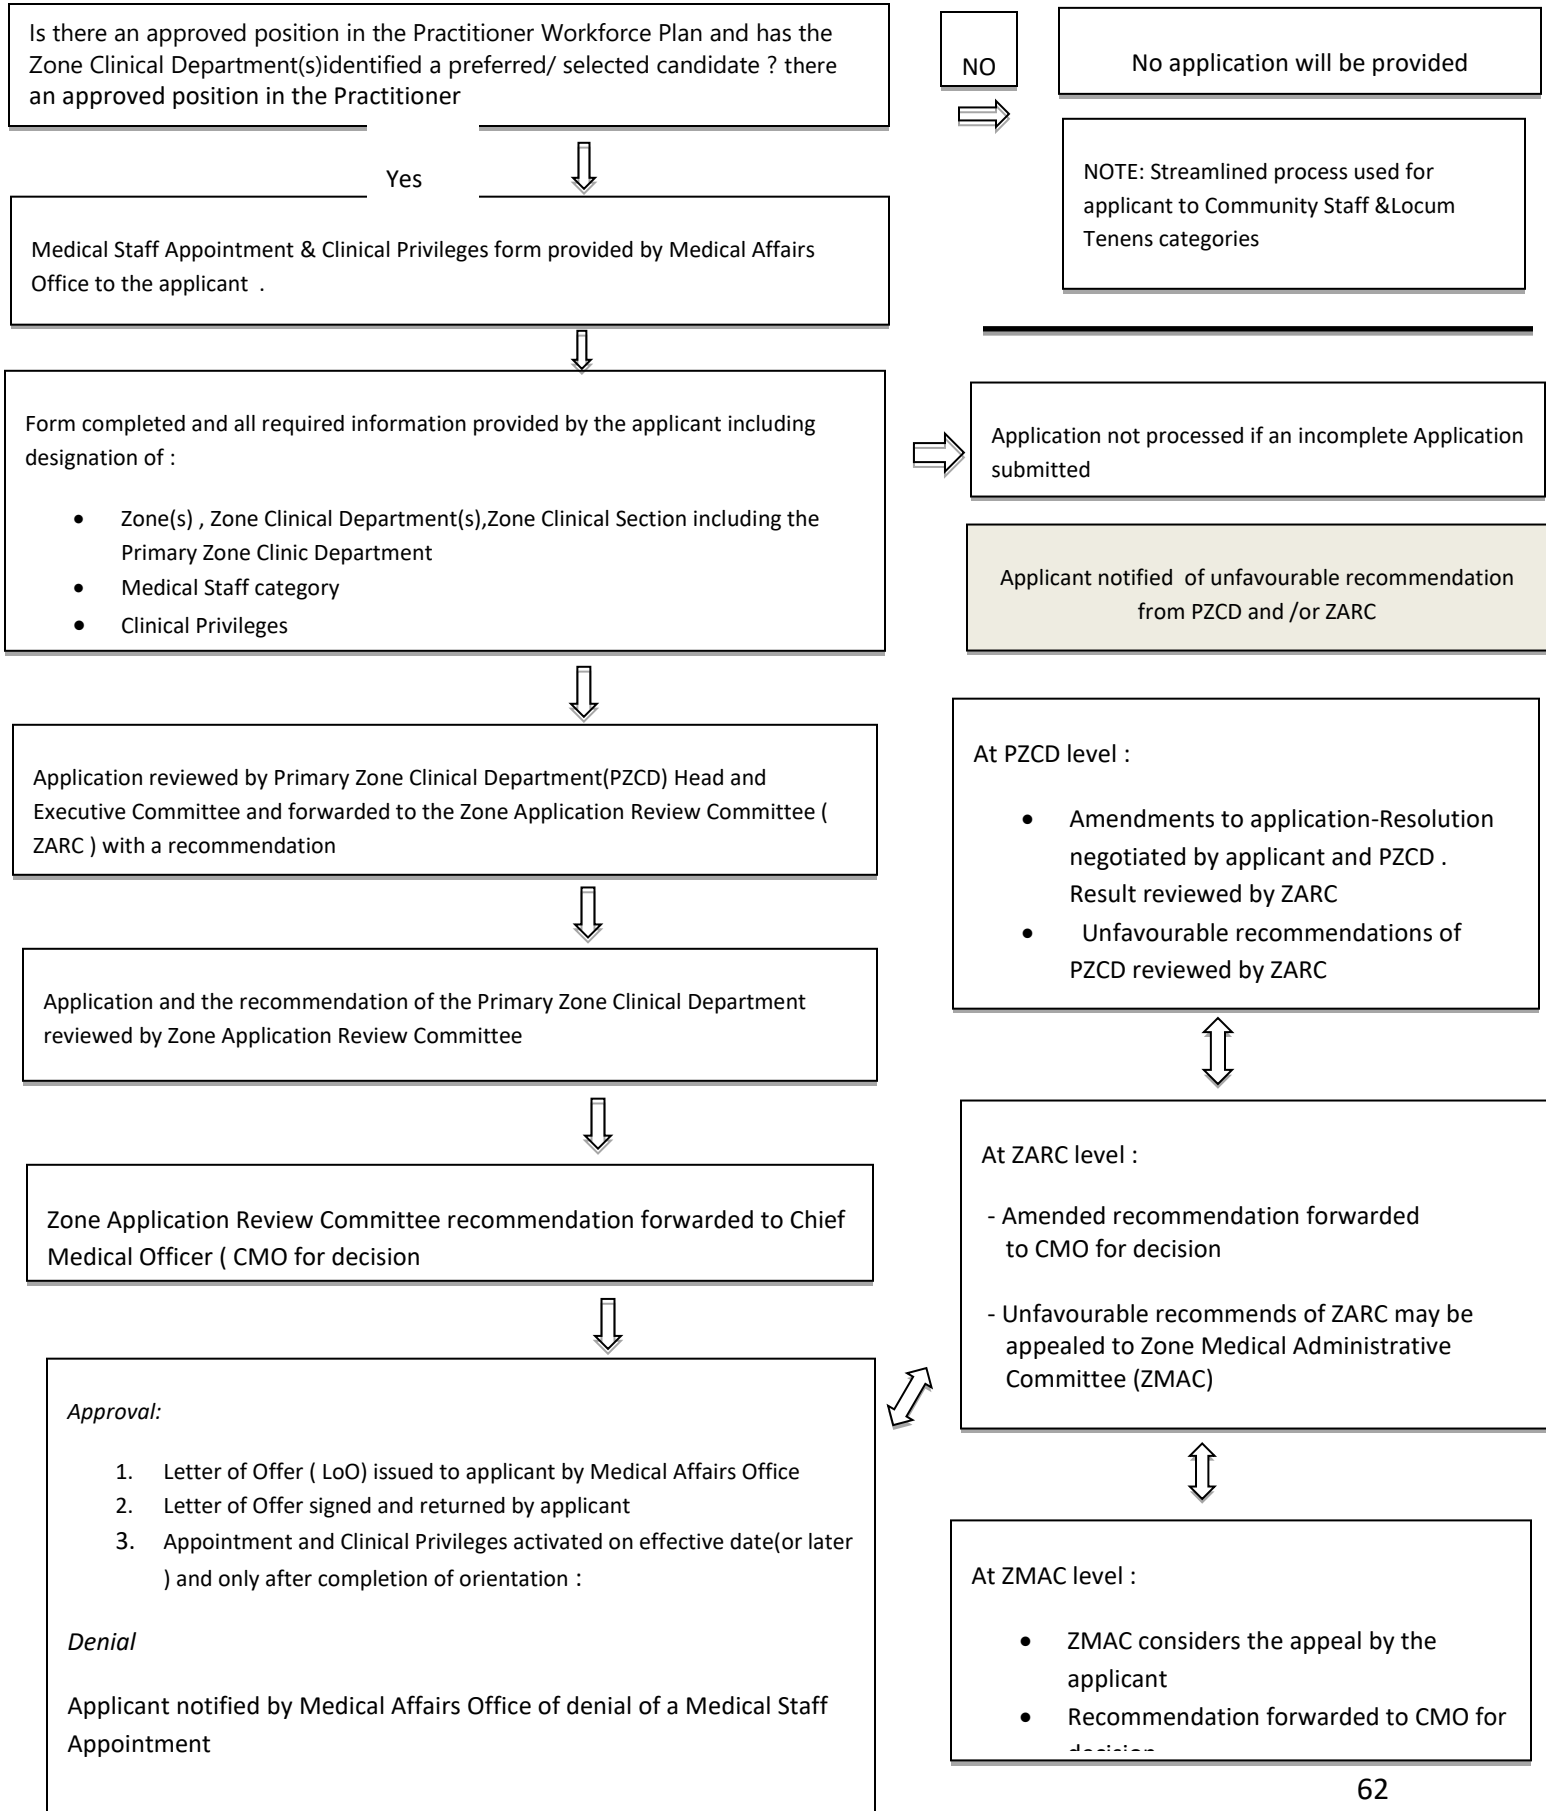 Is there an approved position in the Practitioner Workforce Plan and has the
Zone Clinical Department(s)identified a preferred/ selected candidate ? there
an approved position in the Practitioner
NO
No application will be provided
Yes
NOTE: Streamlined process used for
applicant to Community Staff &Locum
Tenens categories
Medical Staff Appointment & Clinical Privileges form provided by Medical Affairs
Office to the applicant .
Form completed and all required information provided by the applicant including
designation of :
• Zone(s) , Zone Clinical Department(s),Zone Clinical Section including the
Primary Zone Clinic Department
• Medical Staff category
• Clinical Privileges
Application not processed if an incomplete Application
submitted
Applicant notified of unfavourable recommendation
from PZCD and /or ZARC
Application reviewed by Primary Zone Clinical Department(PZCD) Head and
Executive Committee and forwarded to the Zone Application Review Committee (
ZARC ) with a recommendation
At PZCD level :
• Amendments to application-Resolution
negotiated by applicant and PZCD .
Result reviewed by ZARC
• Unfavourable recommendations of
PZCD reviewed by ZARC
Application and the recommendation of the Primary Zone Clinical Department
reviewed by Zone Application Review Committee
At ZARC level :
- Amended recommendation forwarded
to CMO for decision
- Unfavourable recommends of ZARC may be
appealed to Zone Medical Administrative
Committee (ZMAC)
Zone Application Review Committee recommendation forwarded to Chief
Medical Officer ( CMO for decision
Approval:
1. Letter of Offer ( LoO) issued to applicant by Medical Affairs Office
2. Letter of Offer signed and returned by applicant
3. Appointment and Clinical Privileges activated on effective date(or later
) and only after completion of orientation :
Denial
Applicant notified by Medical Affairs Office of denial of a Medical Staff
Appointment
At ZMAC level :
• ZMAC considers the appeal by the
applicant
• Recommendation forwarded to CMO for
62